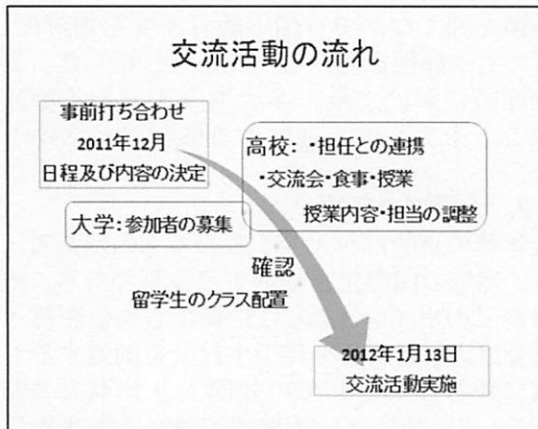 交流活動の流れ
事前打ち合わせ
2011年12月
日程及び内容の決定
高校: ・担任との連携
・交流会・食事・授業
授業内容・担当の調整
大学:参加者の募集
確認
留学生のクラス配置
2012年1月13日
交流活動実施